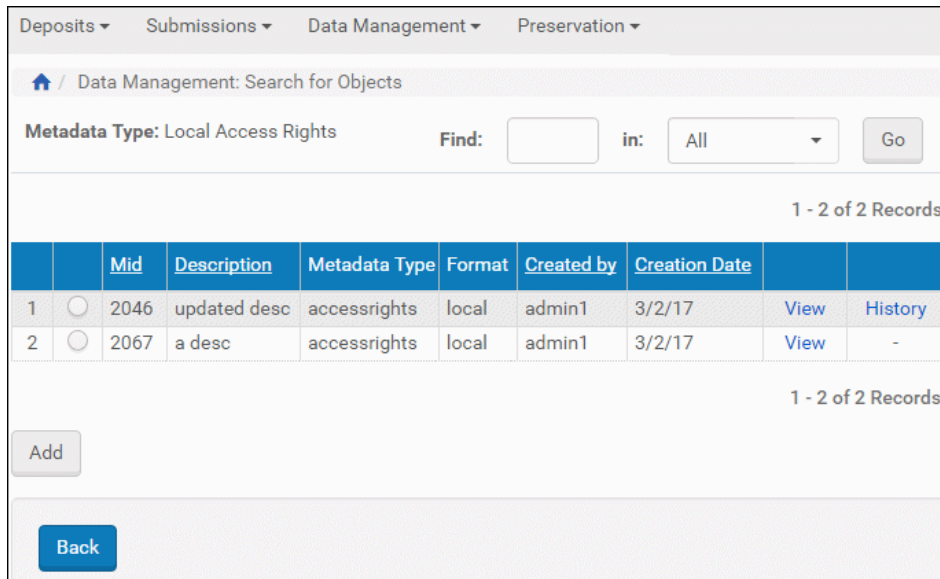 Deposits Submissions Data Management Preservation
/ Data Management: Search for Objects
Metadata Type: Local Access Rights Find: in: All Go
1 - 2 of 2 Records
Mid Description Metadata Type Format Created by Creation Date
1 2046 updated desc accessrights local admin1 3/2/17 View History
2 2067 a desc accessrights local admin1 3/2/17 View -
1 - 2 of 2 Records
Add
Back